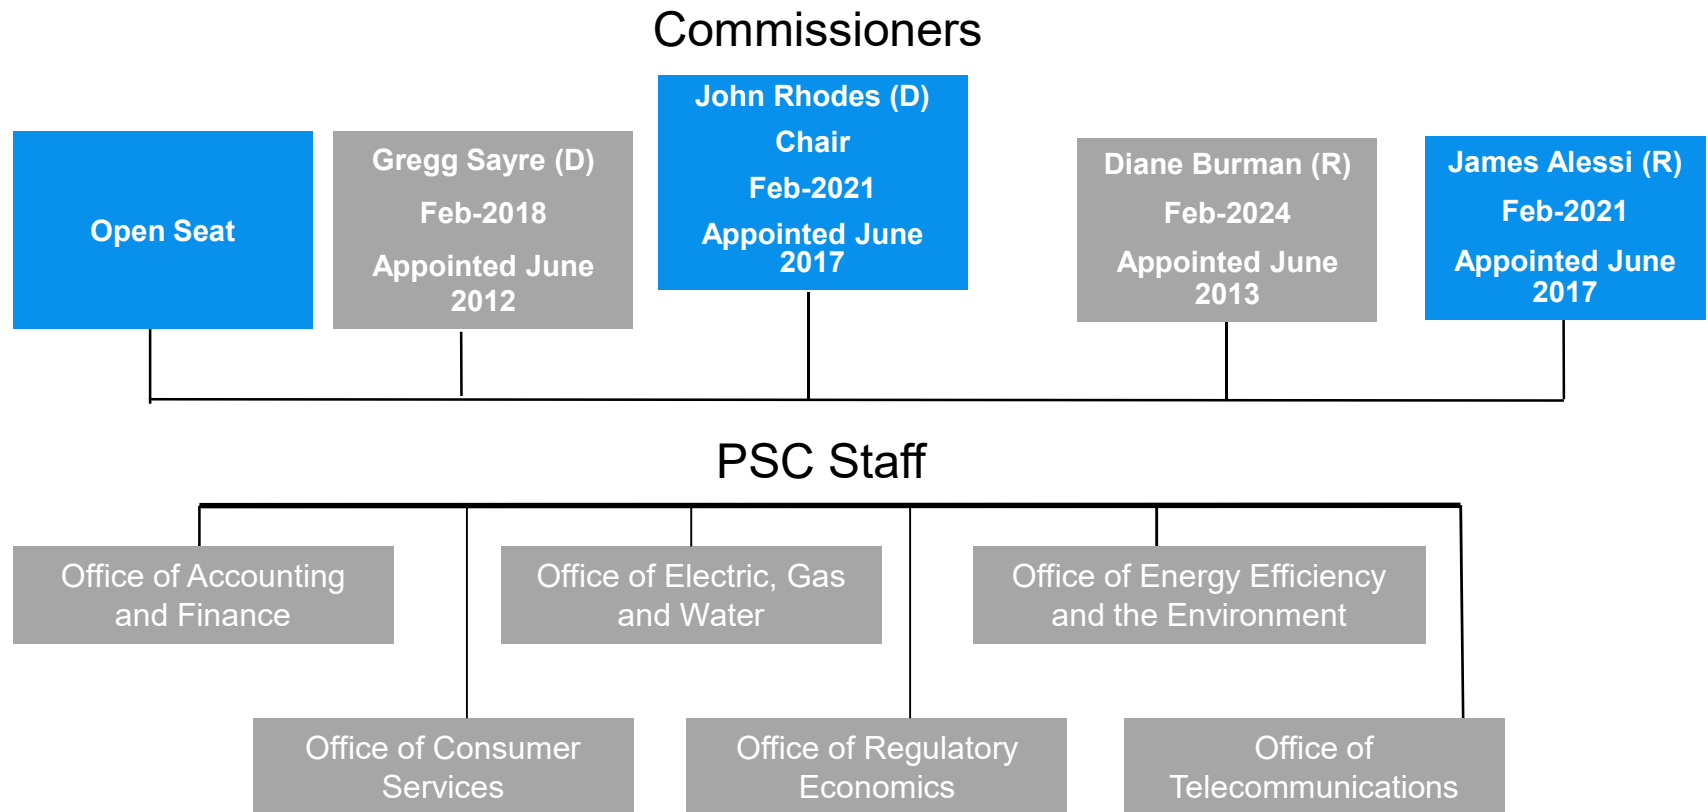 Commissioners
Open Seat
Gregg Sayre (D)
Feb-2018
Appointed June
2012
John Rhodes (D)
Chair
Feb-2021
Appointed June
2017
Diane Burman (R)
Feb-2024
Appointed June
2013
James Alessi (R)
Feb-2021
Appointed June
2017
PSC Staff
Office of Accounting
and Finance
Office of Electric, Gas
and Water
Office of Energy Efficiency
and the Environment
Office of Consumer
Services
Office of Regulatory
Economics
Office of
Telecommunications